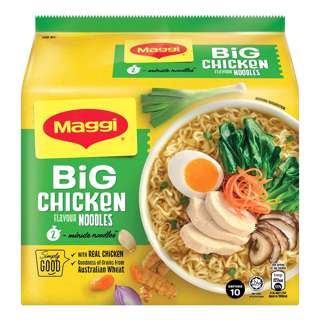 Maggi
BiG
CHiCKEN
FLAVOUR NOODLES
2 - minute noodles
Maggi
BiG
CHiCKEN
FLAVOUR NOODLES
2 - minute noodles
Simply
GOOD
WITH REAL CHICKEN
Goodness of Grains From
Australian Wheat
SERVING
10